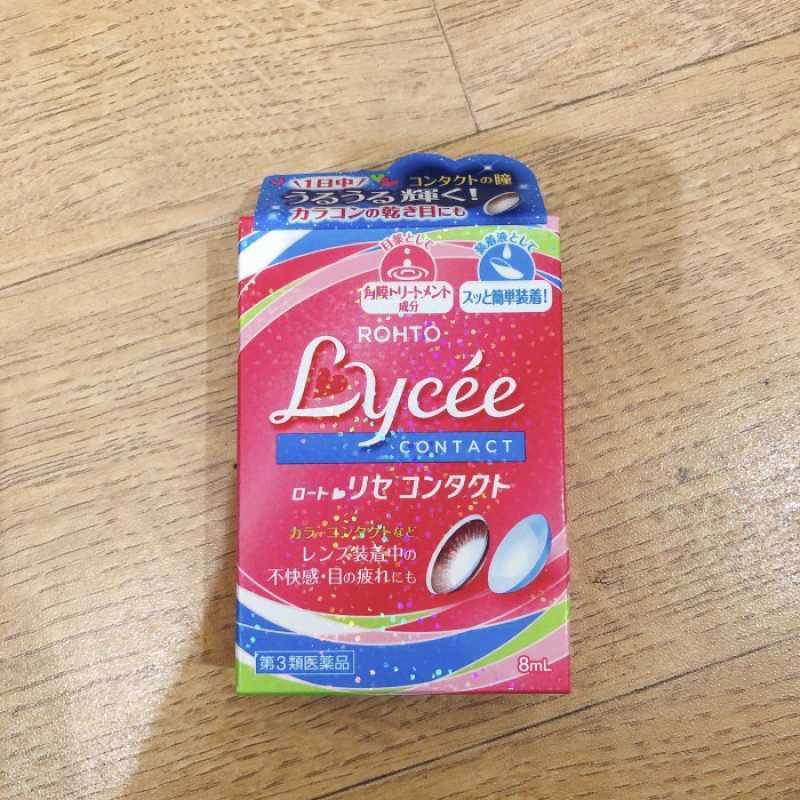 \1日中/
コンタクトの瞳
うるうる輝く!
カラコンの乾き目にも
目薬として
角膜トリートメント
成分
装着液として
スッと簡単装着!
ROHTO
Lycée
CONTACT
ロート リセ コンタクト
カラーコンタクトなど
レンズ装着中の
不快感・目の疲れにも
第3類医薬品
8mL